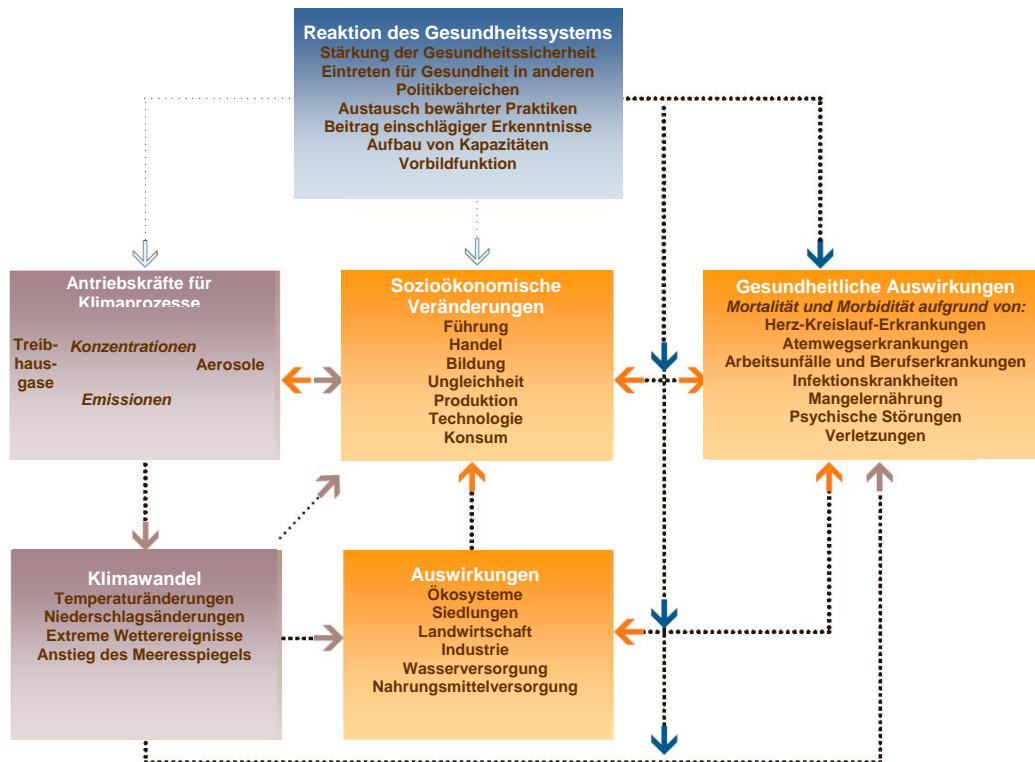 Reaktion des Gesundheitssystems
Stärkung der Gesundheitssicherheit
Eintreten für Gesundheit in anderen
Politikbereichen
Austausch bewährter Praktiken
Beitrag einschlägiger Erkenntnisse
Aufbau von Kapazitäten
Vorbildfunktion
Antriebskräfte für
Klimaprozesse
Treib-
haus-
gase
Konzentrationen
Aerosole
Emissionen
Sozioökonomische
Veränderungen
Führung
Handel
Bildung
Ungleichheit
Produktion
Technologie
Konsum
Gesundheitliche Auswirkungen
Mortalität und Morbidität aufgrund von:
Herz-Kreislauf-Erkrankungen
Atemwegserkrankungen
Arbeitsunfälle und Berufserkrankungen
Infektionskrankheiten
Mangelernährung
Psychische Störungen
Verletzungen
Klimawandel
Temperaturänderungen
Niederschlagsänderungen
Extreme Wetterereignisse
Anstieg des Meeresspiegels
Auswirkungen
Ökosysteme
Siedlungen
Landwirtschaft
Industrie
Wasserversorgung
Nahrungsmittelversorgung